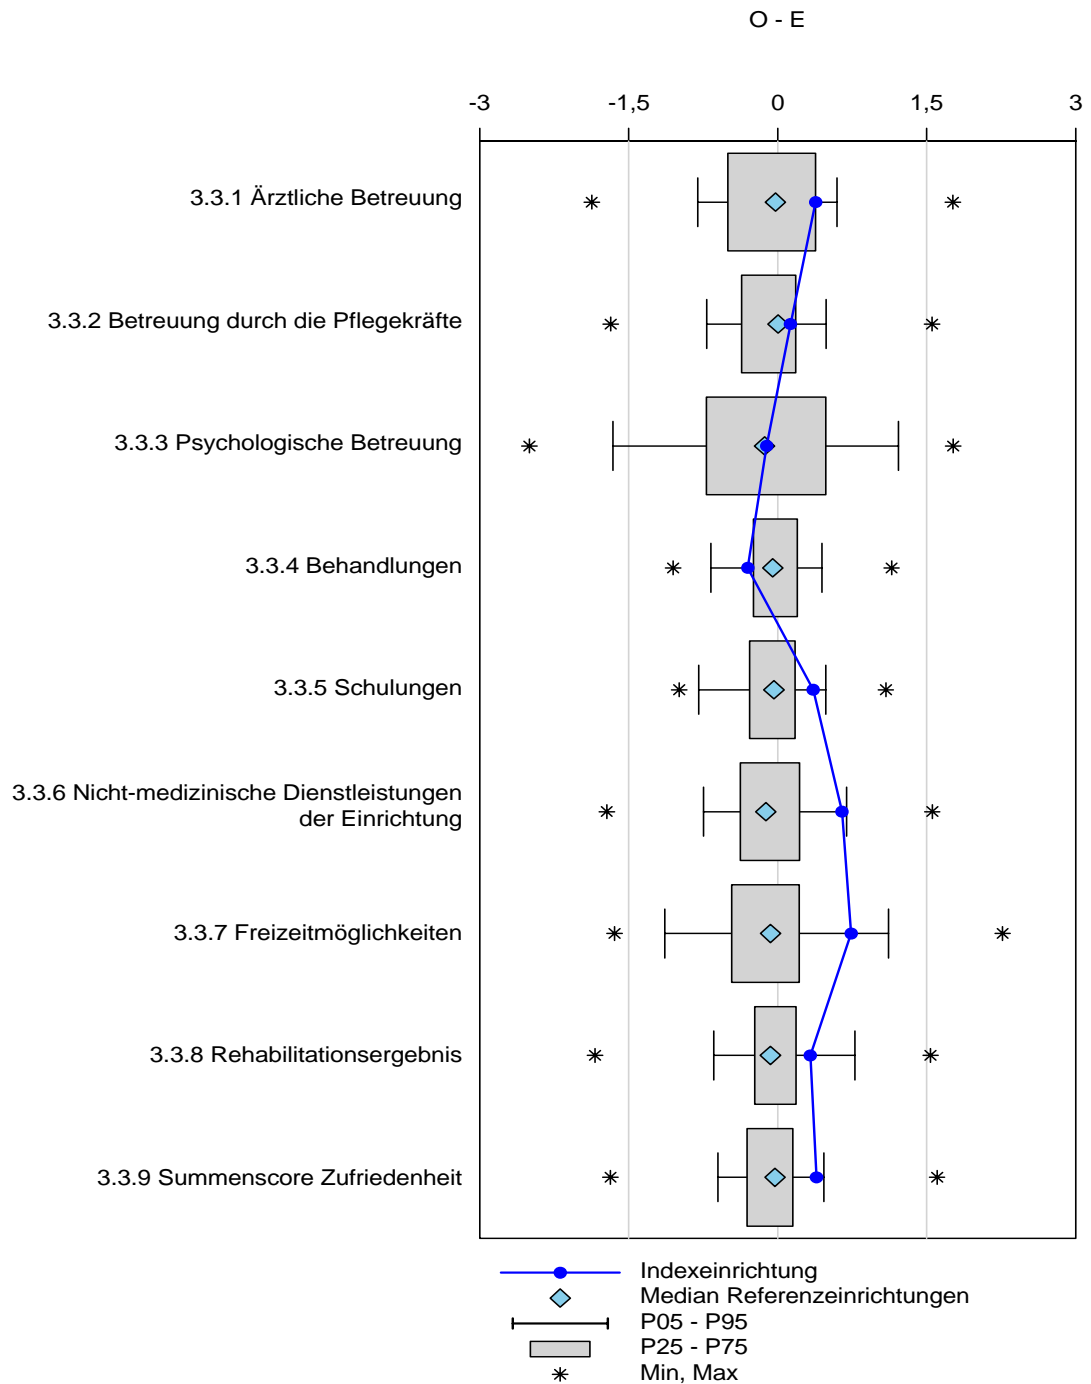 O - E
-3 -1,5 0 1,5 3
3.3.1 Ärztliche Betreuung
3.3.2 Betreuung durch die Pflegekräfte
3.3.3 Psychologische Betreuung
3.3.4 Behandlungen
3.3.5 Schulungen
3.3.6 Nicht-medizinische Dienstleistungen
der Einrichtung
3.3.7 Freizeitmöglichkeiten
3.3.8 Rehabilitationsergebnis
3.3.9 Summenscore Zufriedenheit
Indexeinrichtung
Median Referenzeinrichtungen
P05 - P95
P25 - P75
Min, Max